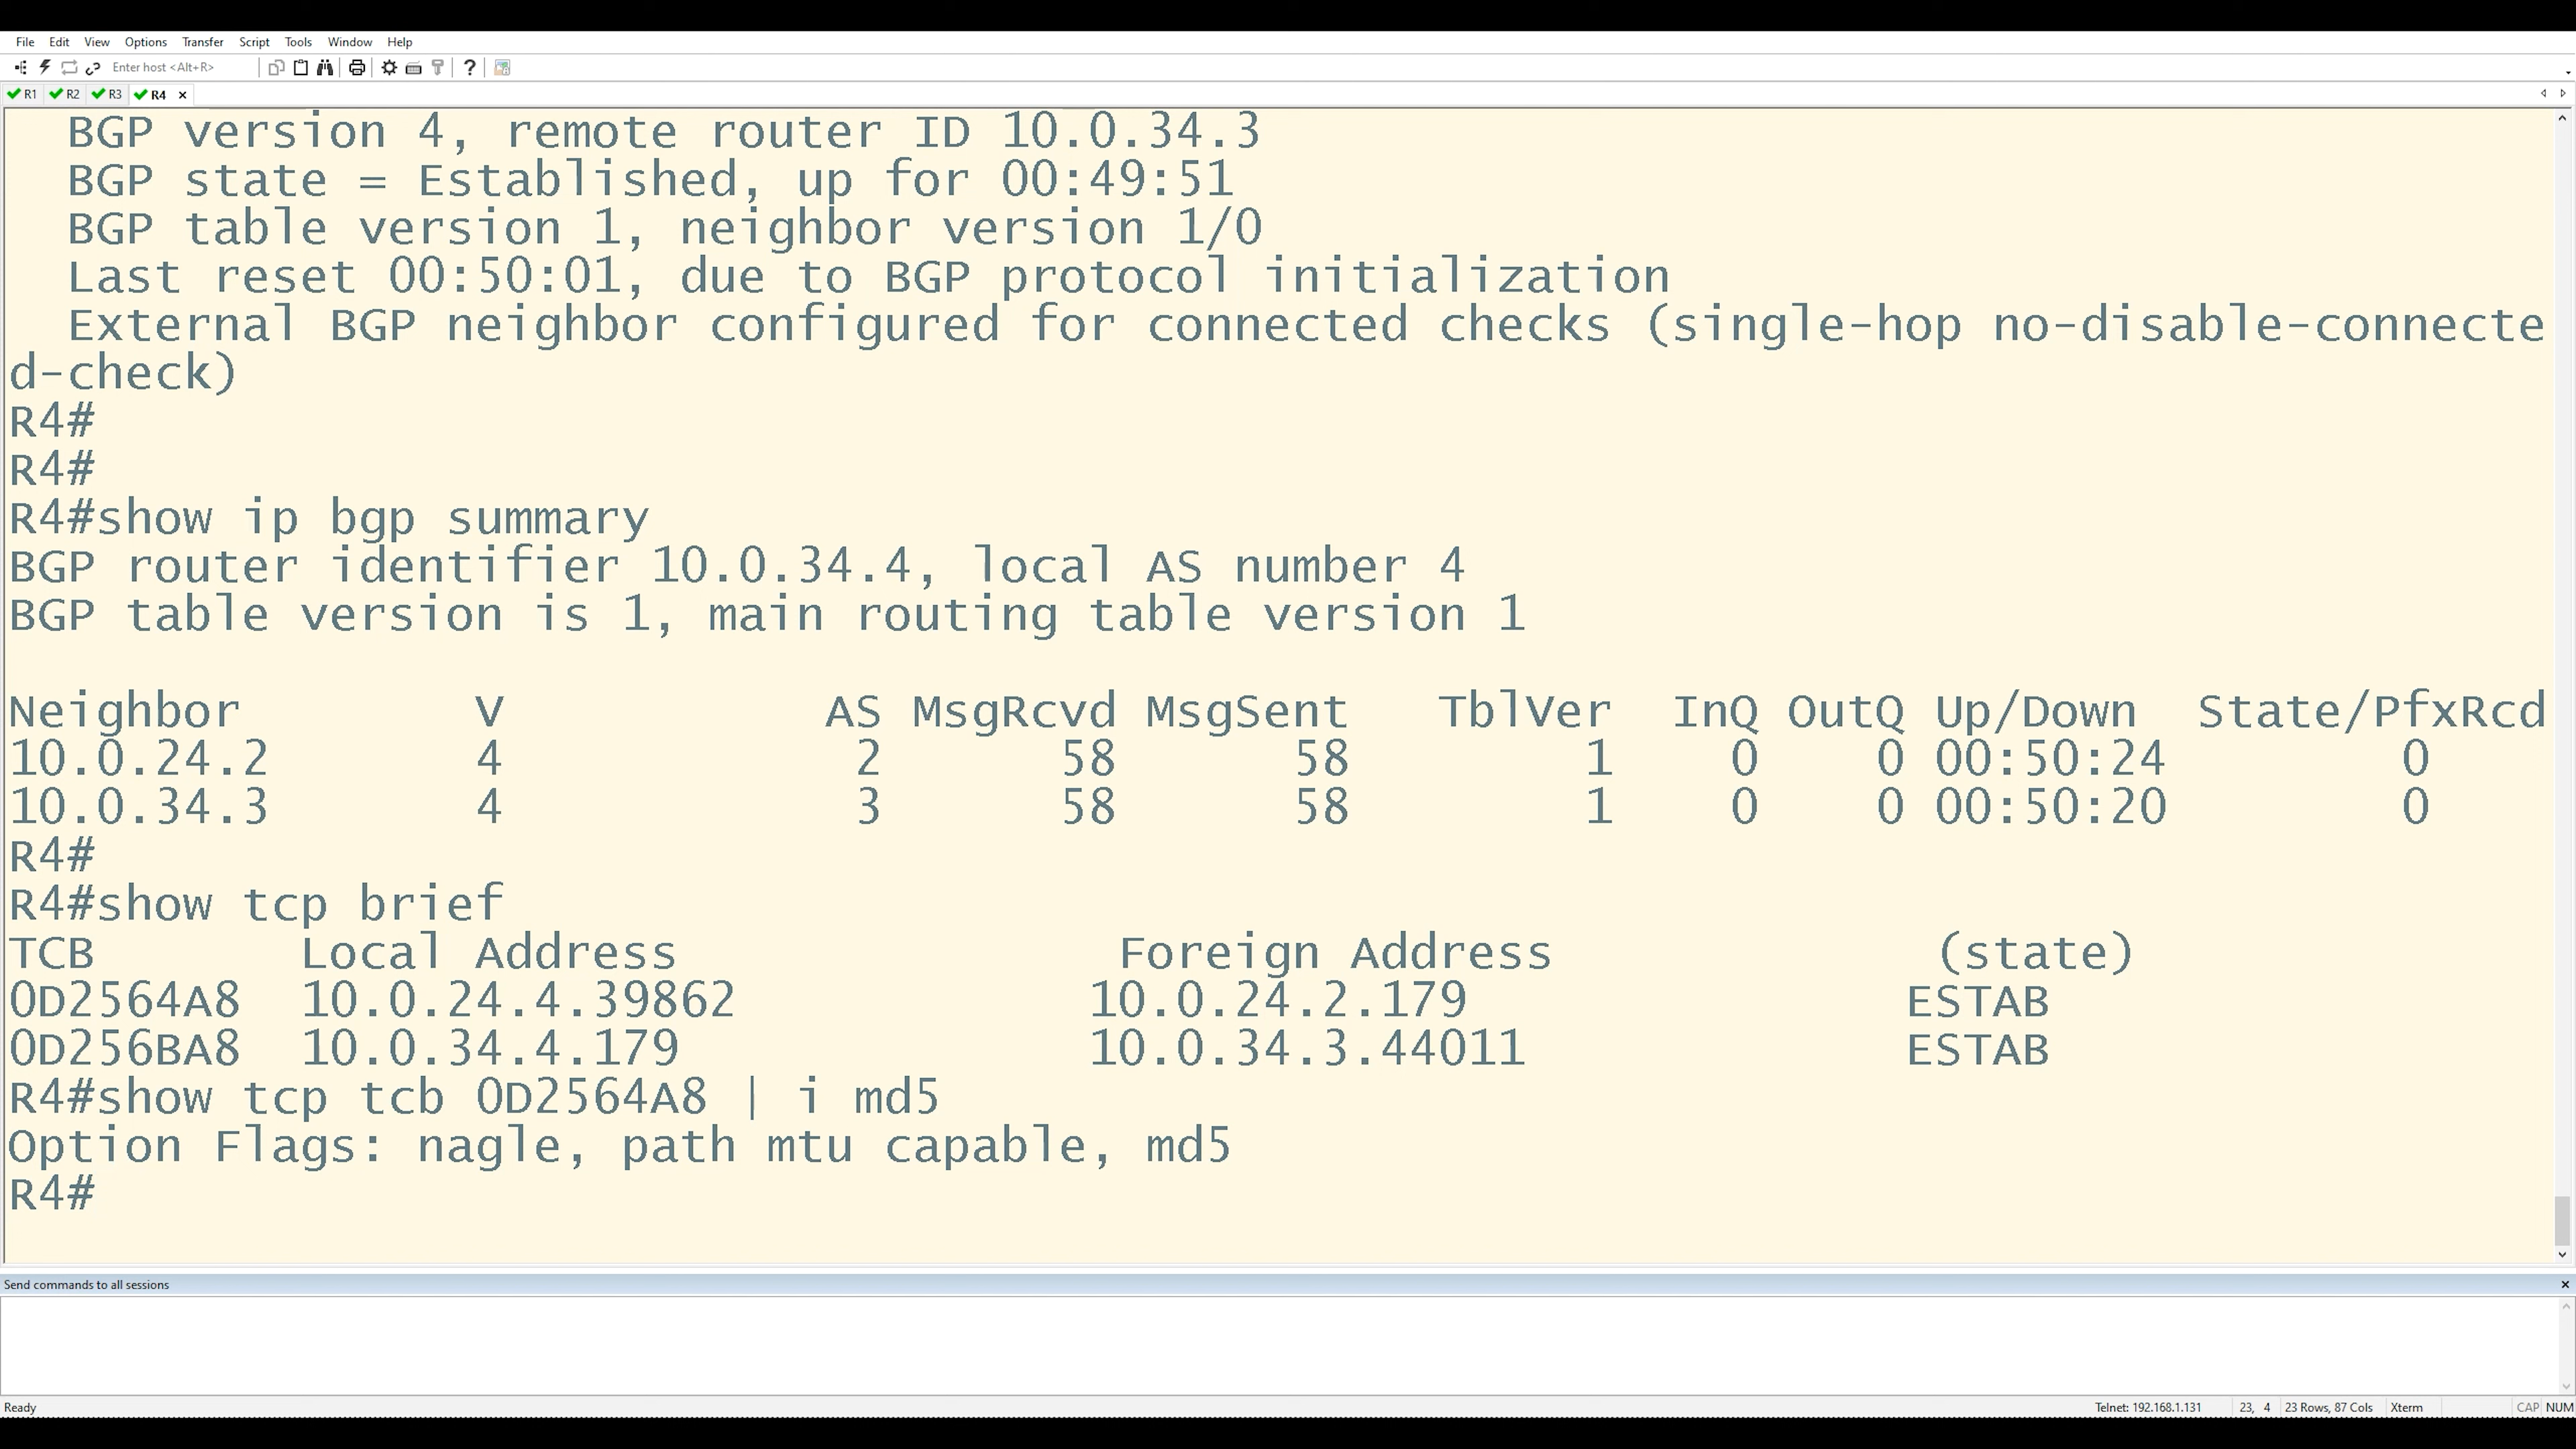 File Edit View Options Transfer Script Tools Window Help
Enter host <Alt+R>
R1 R2 R3 R4
BGP version 4, remote router ID 10.0.34.3
BGP state = Established, up for 00:49:51
BGP table version 1, neighbor version 1/0
Last reset 00:50:01, due to BGP protocol initialization
External BGP neighbor configured for connected checks (single-hop no-disable-connecte
d-check)
R4#
R4#
R4#show ip bgp summary
BGP router identifier 10.0.34.4, local AS number 4
BGP table version is 1, main routing table version 1
Neighbor V AS MsgRcvd MsgSent TblVer InQ OutQ Up/Down State/PfxRcd
10.0.24.2 4 2 58 58 1 0 0 00:50:24 0
10.0.34.3 4 3 58 58 1 0 0 00:50:20 0
R4#
R4#show tcp brief
TCB Local Address Foreign Address (state)
0D2564A8 10.0.24.4.39862 10.0.24.2.179 ESTAB
0D256BA8 10.0.34.4.179 10.0.34.3.44011 ESTAB
R4#show tcp tcb 0D2564A8 | i md5
Option Flags: nagle, path mtu capable, md5
R4#
Send commands to all sessions
Ready Telnet: 192.168.1.131 23, 4 23 Rows, 87 Cols Xterm CAP NUM